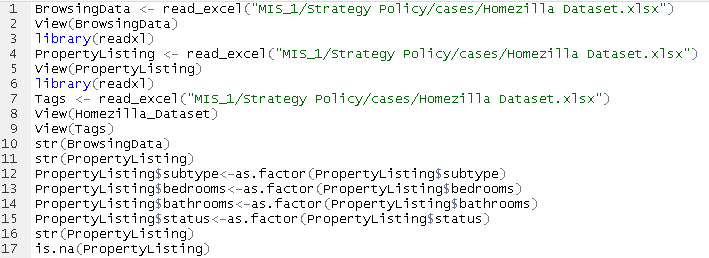 1 BrowsingData <- read_excel("MIS_1/Strategy Policy/cases/Homezilla Dataset.xlsx")
2 View(BrowsingData)
3 library(readxl)
4 PropertyListing <- read_excel("MIS_1/Strategy Policy/cases/Homezilla Dataset.xlsx")
5 View(PropertyListing)
6 library(readxl)
7 Tags <- read_excel("MIS_1/Strategy Policy/cases/Homezilla Dataset.xlsx")
8 View(Homezilla_Dataset)
9 View(Tags)
10 str(BrowsingData)
11 str(PropertyListing)
12 PropertyListing$subtype<-as.factor(PropertyListing$subtype)
13 PropertyListing$bedrooms<-as.factor(PropertyListing$bedrooms)
14 PropertyListing$bathrooms<-as.factor(PropertyListing$bathrooms)
15 PropertyListing$status<-as.factor(PropertyListing$status)
16 str(PropertyListing)
17 is.na(PropertyListing)